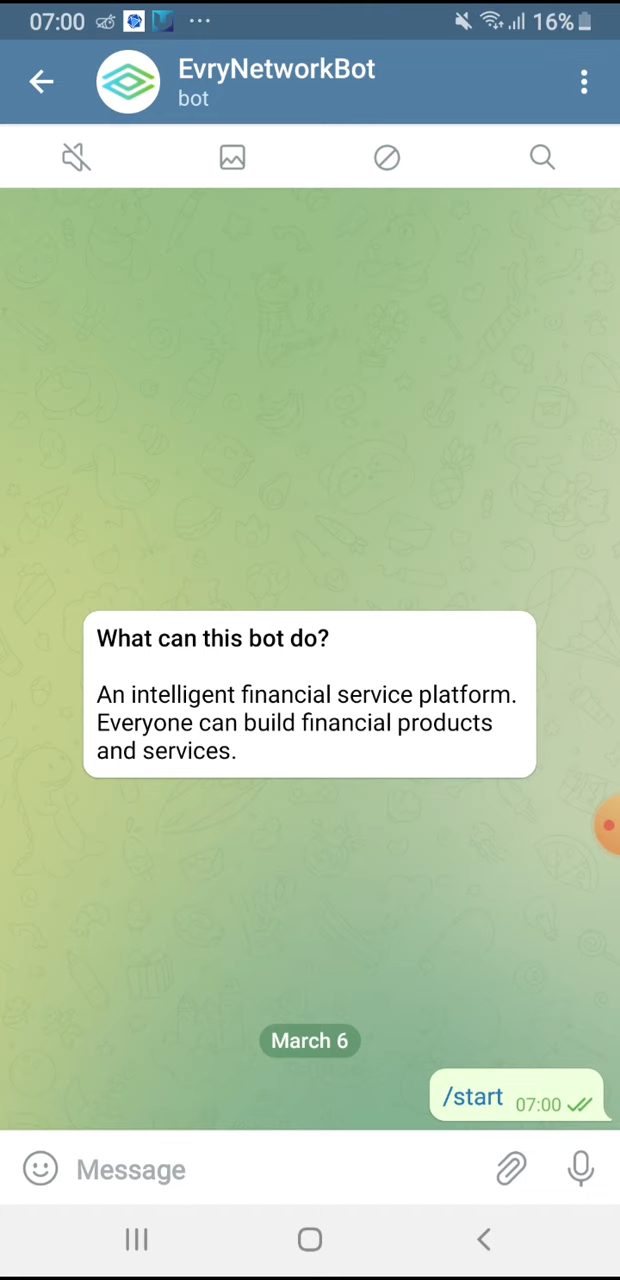 07:00 16%
EvryNetworkBot
bot
What can this bot do?
An intelligent financial service platform.
Everyone can build financial products
and services.
March 6
/start 07:00
Message